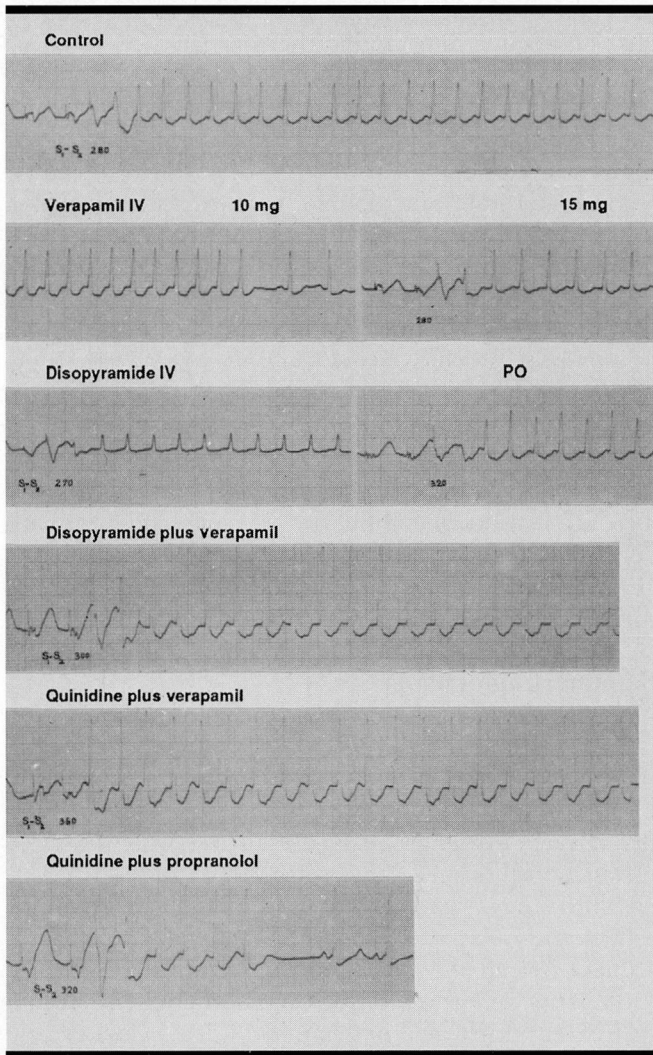 Control
S₁-S₂ 280
Verapamil IV 10 mg 15 mg
280
Disopyramide IV PO
S₁-S₂ 270 320
Disopyramide plus verapamil
S₁-S₂ 300
Quinidine plus verapamil
S₁-S₂ 360
Quinidine plus propranolol
S₁-S₂ 320